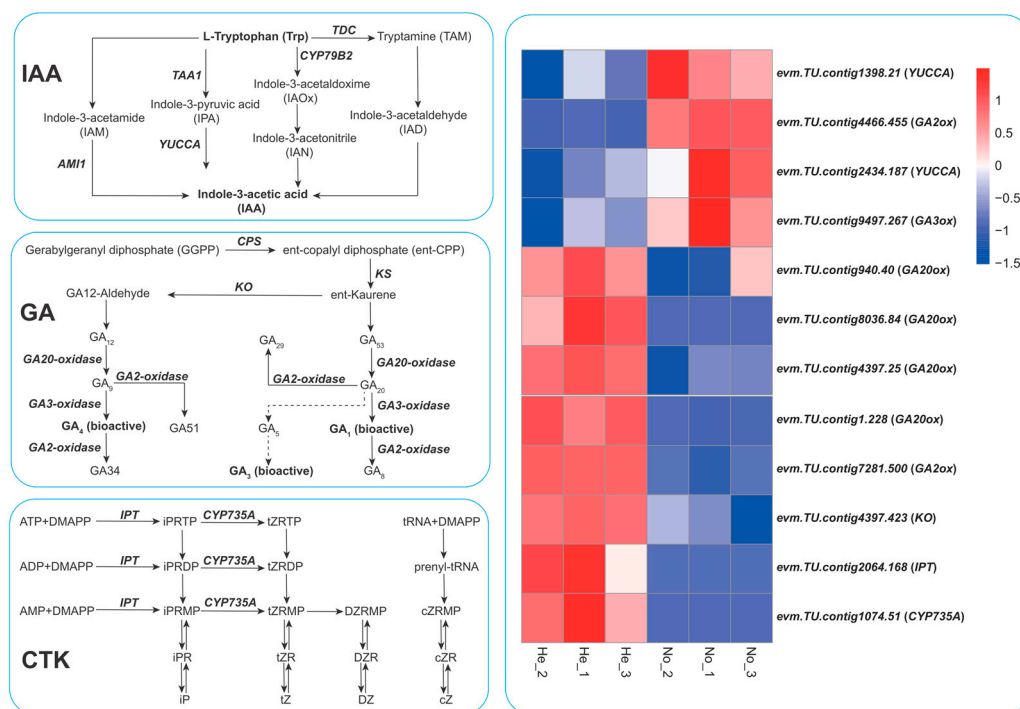 IAA
L-Tryptophan (Trp) TDC Tryptamine (TAM)
CYP79B2
TAA1
Indole-3-acetaldoxime
(IAOx)
Indole-3-pyruvic acid
(IPA)
Indole-3-acetamide
(IAM)
Indole-3-acetaldehyde
(IAD)
Indole-3-acetonitrile
(IAN)
YUCCA
AMI1
Indole-3-acetic acid
(IAA)
GA
Gerabylgeranyl diphosphate (GGPP) CPS ent-copalyl diphosphate (ent-CPP)
KS
GA12-Aldehyde KO ent-Kaurene
GA12
GA29
GA53
GA20-oxidase
GA20-oxidase
GA9 GA2-oxidase
GA2-oxidase GA20
GA3-oxidase
GA3-oxidase
GA4 (bioactive)
GA51
GA5
GA1 (bioactive)
GA2-oxidase
GA2-oxidase
GA34
GA3 (bioactive)
GA8
CTK
ATP+DMAPP IPT iPRTP CYP735A tZRTP tRNA+DMAPP
ADP+DMAPP IPT iPRDP CYP735A tZRDP prenyl-tRNA
AMP+DMAPP IPT iPRMP CYP735A tZRMP DZRMP cZRMP
iPR tZR DZR cZR
iP tZ DZ cZ
evm.TU.contig1398.21 (YUCCA)
evm.TU.contig4466.455 (GA2ox)
evm.TU.contig2434.187 (YUCCA)
evm.TU.contig9497.267 (GA3ox)
evm.TU.contig940.40 (GA20ox)
evm.TU.contig8036.84 (GA20ox)
evm.TU.contig4397.25 (GA20ox)
evm.TU.contig1.228 (GA20ox)
evm.TU.contig7281.500 (GA2ox)
evm.TU.contig4397.423 (KO)
evm.TU.contig2064.168 (IPT)
evm.TU.contig1074.51 (CYP735A)
He_2 He_1 He_3 No_2 No_1 No_3
1
0.5
0
−0.5
−1
−1.5